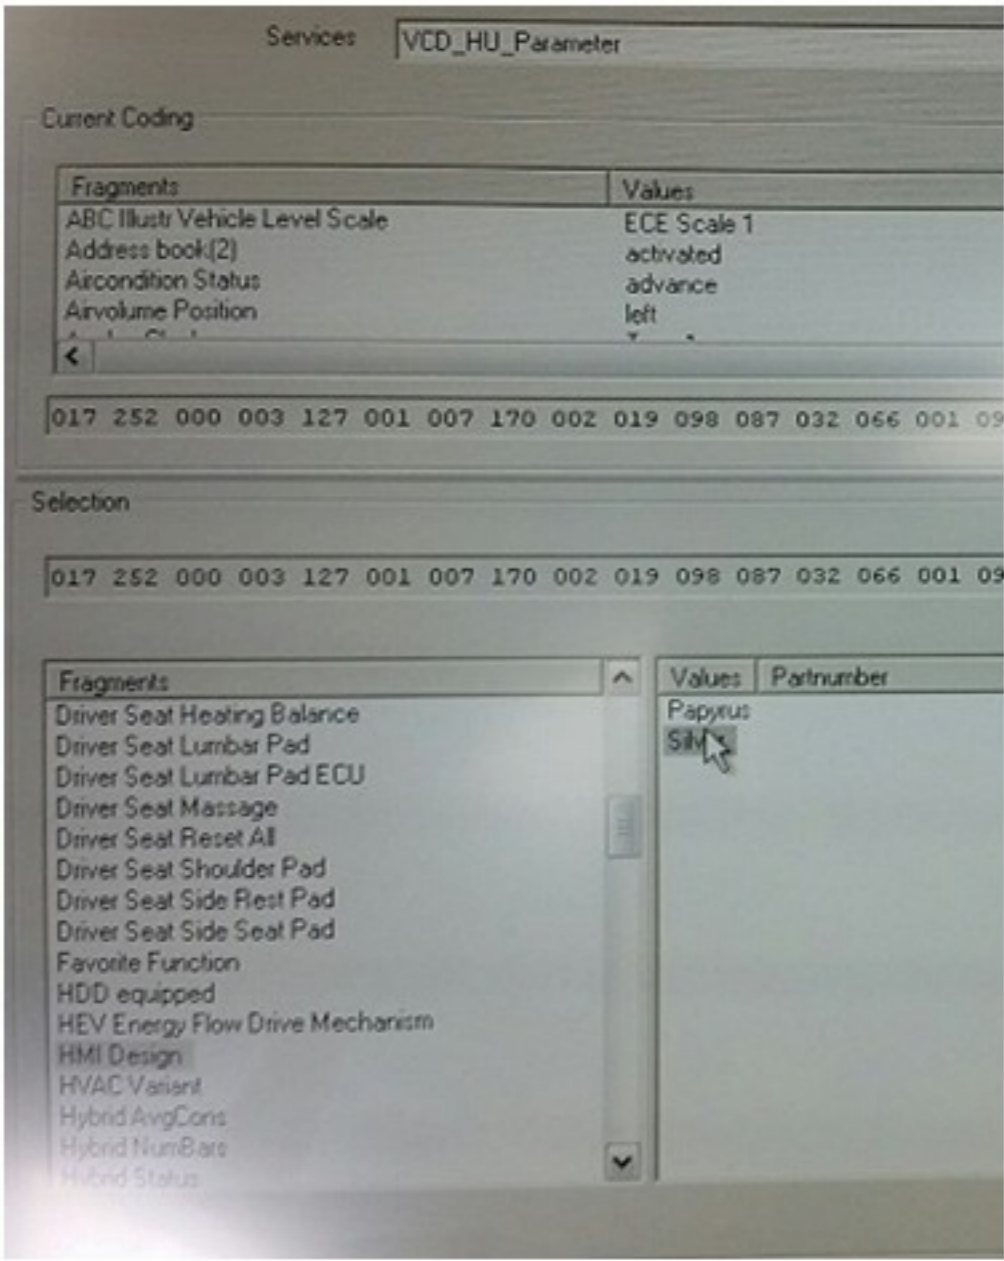 Services VCD_HU_Parameter
Current Coding
Fragments Values
ABC Illustr Vehicle Level Scale ECE Scale 1
Address book(2) activated
Aircondition Status advance
Airvolume Position left
017 252 000 003 127 001 007 170 002 019 098 087 032 066 001 09
Selection
017 252 000 003 127 001 007 170 002 019 098 087 032 066 001 09
Fragments Values Partnumber
Driver Seat Heating Balance Papyrus
Driver Seat Lumbar Pad
Driver Seat Lumbar Pad ECU
Driver Seat Massage
Driver Seat Reset All
Driver Seat Shoulder Pad
Driver Seat Side Rest Pad
Driver Seat Side Seat Pad
Favorite Function
HDD equipped
HEV Energy Flow Drive Mechanism
HMI Design
HVAC Variant
Hybrid AvgCons
Hybrid NumBars
Hybrid Status